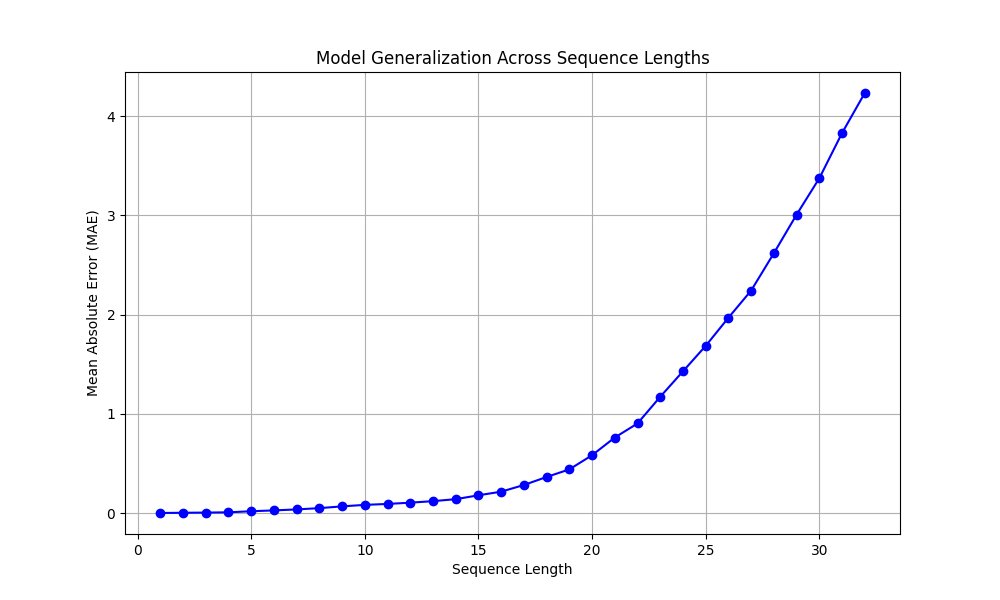 Model Generalization Across Sequence Lengths
Mean Absolute Error (MAE)
4
3
2
1
0
0 5 10 15 20 25 30
Sequence Length